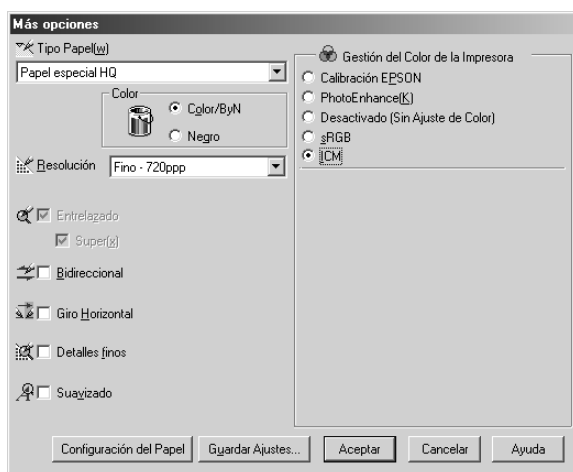 Más opciones
Tipo Papel(w)
Papel especial HQ
Color
Color/ByN
Negro
Resolución
Fino - 720ppp
Entrelazado
Super(x)
Bidireccional
Giro Horizontal
Detalles finos
Suavizado
Gestión del Color de la Impresora
Calibración EPSON
PhotoEnhance(K)
Desactivado (Sin Ajuste de Color)
sRGB
ICM
Configuración del Papel
Guardar Ajustes...
Aceptar
Cancelar
Ayuda